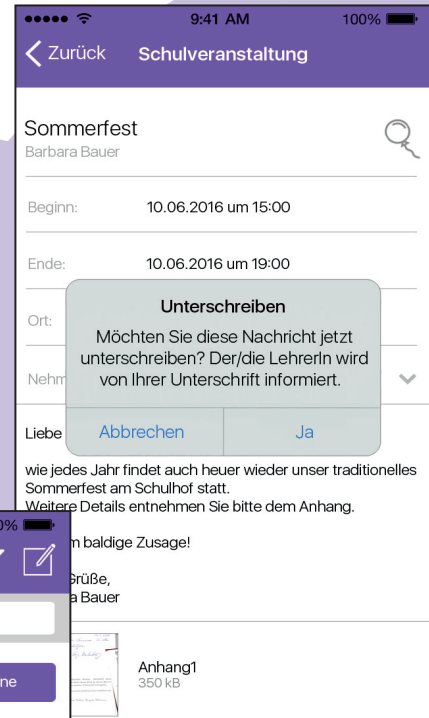 9:41 AM 100%
Zurück Schulveranstaltung
Sommerfest
Barbara Bauer
Beginn: 10.06.2016 um 15:00
Ende: 10.06.2016 um 19:00
Ort:
Unterschreiben
Möchten Sie diese Nachricht jetzt
unterschreiben? Der/die LehrerIn wird
von Ihrer Unterschrift informiert.
Abbrechen Ja
Liebe
wie jedes Jahr findet auch heuer wieder unser traditionelles
Sommerfest am Schulhof statt.
Weitere Details entnehmen Sie bitte dem Anhang.
baldige Zusage!
Bauer
Anhang1
350 kB